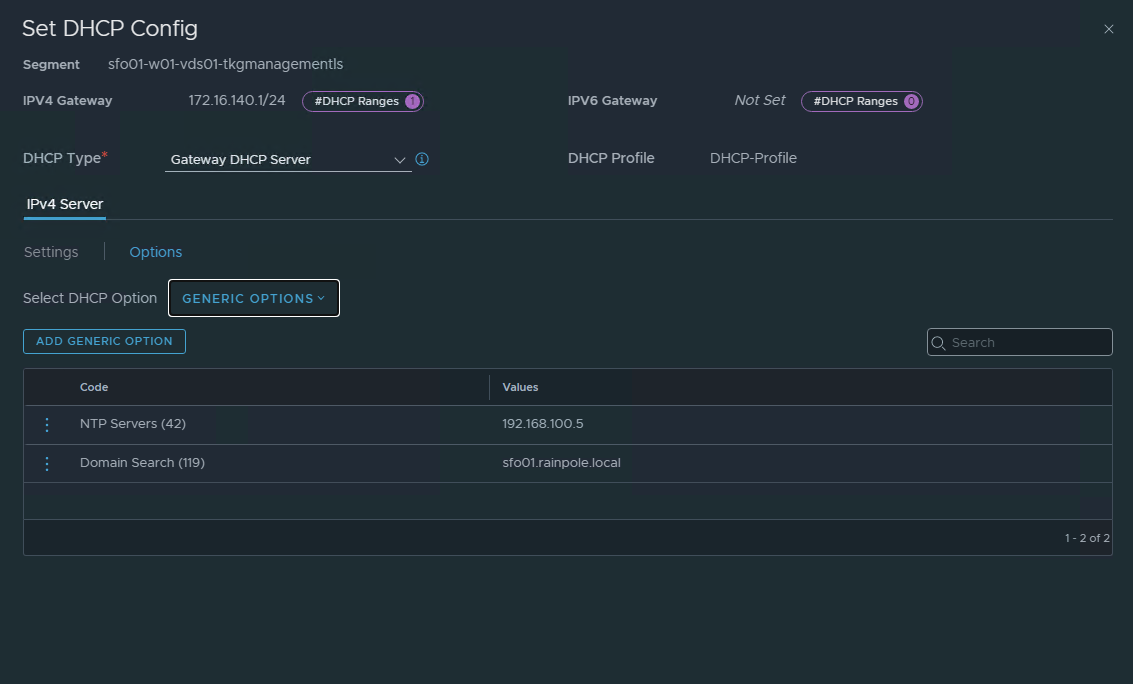 Set DHCP Config
Segment sfo01-w01-vds01-tkgmanagementls
IPV4 Gateway 172.16.140.1/24 #DHCP Ranges 1 IPV6 Gateway Not Set #DHCP Ranges 0
DHCP Type* Gateway DHCP Server DHCP Profile DHCP-Profile
IPv4 Server
Settings Options
Select DHCP Option GENERIC OPTIONS
ADD GENERIC OPTION Search
Code Values
NTP Servers (42) 192.168.100.5
Domain Search (119) sfo01.rainpole.local
1 - 2 of 2